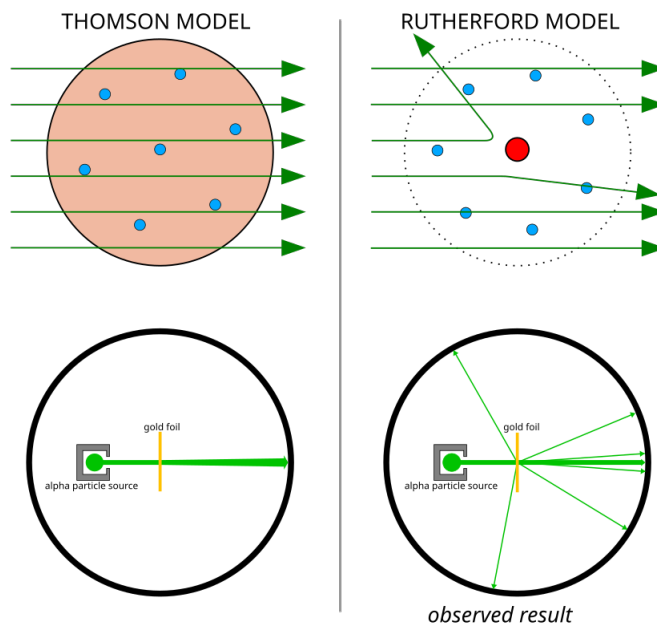 THOMSON MODEL
RUTHERFORD MODEL
gold foil
alpha particle source
gold foil
alpha particle source
observed result